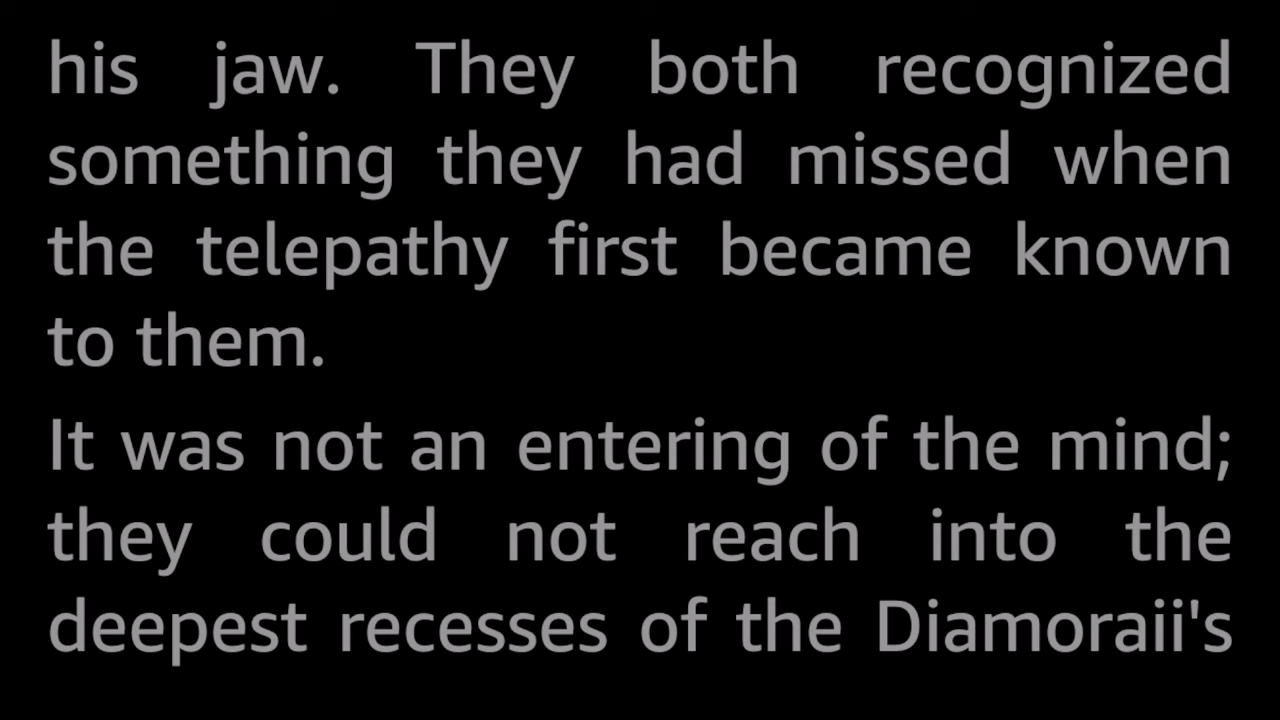 his jaw. They both recognized
something they had missed when
the telepathy first became known
to them.
It was not an entering of the mind;
they could not reach into the
deepest recesses of the Diamoraii's